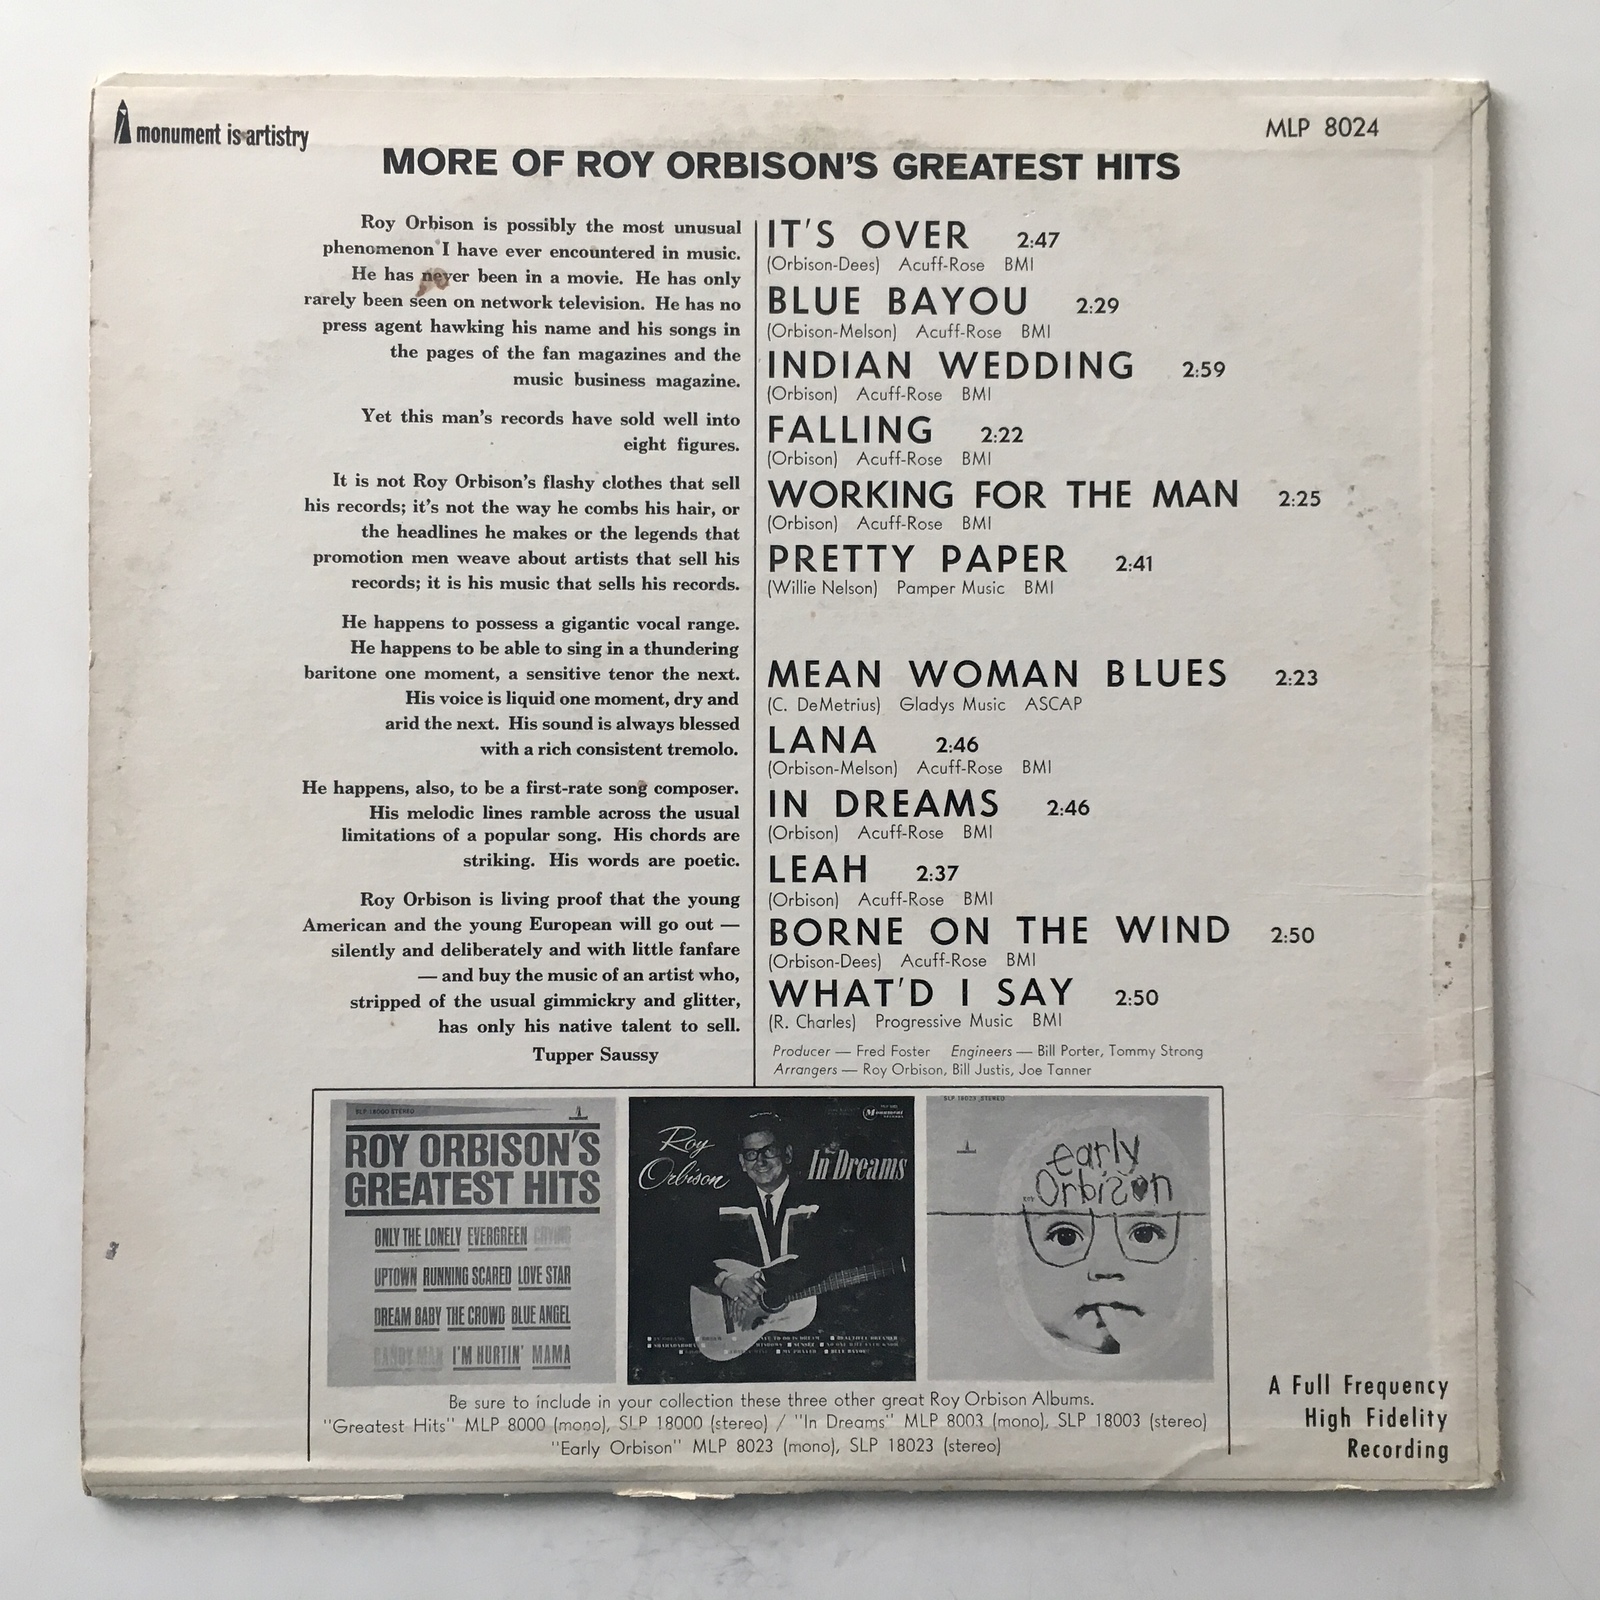 monument is artistry
MLP 8024
MORE OF ROY ORBISON'S GREATEST HITS
Roy Orbison is possibly the most unusual
phenomenon I have ever encountered in music.
He has never been in a movie. He has only
rarely been seen on network television. He has no
press agent hawking his name and his songs in
the pages of the fan magazines and the
music business magazine.
Yet this man's records have sold well into
eight figures.
It is not Roy Orbison's flashy clothes that sell
his records; it's not the way he combs his hair, or
the headlines he makes or the legends that
promotion men weave about artists that sell his
records; it is his music that sells his records.
He happens to possess a gigantic vocal range.
He happens to be able to sing in a thundering
baritone one moment, a sensitive tenor the next.
His voice is liquid one moment, dry and
arid the next. His sound is always blessed
with a rich consistent tremolo.
He happens, also, to be a first-rate song composer.
His melodic lines ramble across the usual
limitations of a popular song. His chords are
striking. His words are poetic.
Roy Orbison is living proof that the young
American and the young European will go out —
silently and deliberately and with little fanfare
— and buy the music of an artist who,
stripped of the usual gimmickry and glitter,
has only his native talent to sell.
Tupper Saussy
IT'S OVER 2:47
(Orbison-Dees) Acuff-Rose BMI
BLUE BAYOU 2:29
(Orbison-Melson) Acuff-Rose BMI
INDIAN WEDDING 2:59
(Orbison) Acuff-Rose BMI
FALLING 2:22
(Orbison) Acuff-Rose BMI
WORKING FOR THE MAN 2:25
(Orbison) Acuff-Rose BMI
PRETTY PAPER 2:41
(Willie Nelson) Pamper Music BMI
MEAN WOMAN BLUES 2:23
(C. DeMetrius) Gladys Music ASCAP
LANA 2:46
(Orbison-Melson) Acuff-Rose BMI
IN DREAMS 2:46
(Orbison) Acuff-Rose BMI
LEAH 2:37
(Orbison) Acuff-Rose BMI
BORNE ON THE WIND 2:50
(Orbison-Dees) Acuff-Rose BMI
WHAT'D I SAY 2:50
(R. Charles) Progressive Music BMI
Producer — Fred Foster Engineers — Bill Porter, Tommy Strong
Arrangers — Roy Orbison, Bill Justis, Joe Tanner
SLP 18000 STEREO
ROY ORBISON'S
GREATEST HITS
ONLY THE LONELY EVERGREEN CRYING
UPTOWN RUNNING SCARED LOVE STAR
DREAM BABY THE CROWD BLUE ANGEL
CANDY MAN I'M HURTIN' MAMA
Monument
Roy
Orbison
In Dreams
SLP 18023 STEREO
early
Roy Orbison
Be sure to include in your collection these three other great Roy Orbison Albums.
"Greatest Hits" MLP 8000 (mono), SLP 18000 (stereo) / "In Dreams" MLP 8003 (mono), SLP 18003 (stereo)
"Early Orbison" MLP 8023 (mono), SLP 18023 (stereo)
A Full Frequency
High Fidelity
Recording